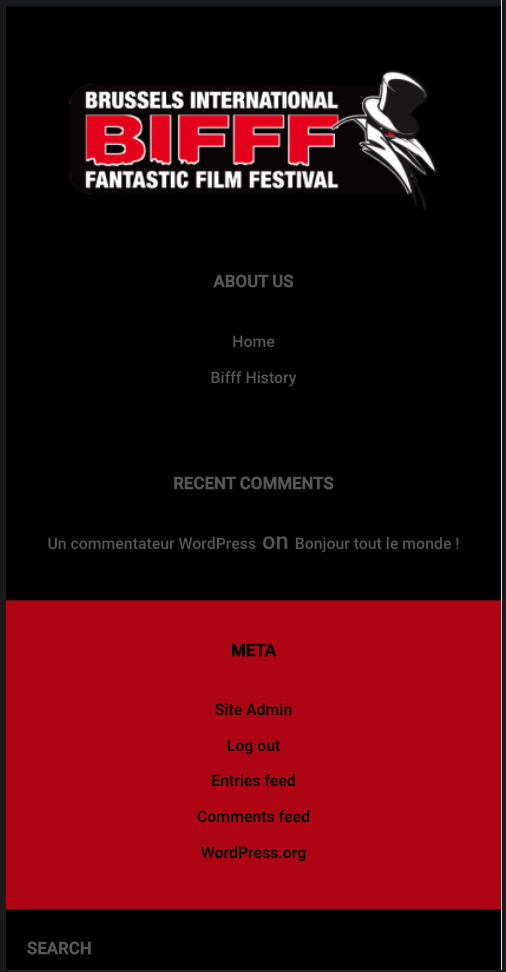 BRUSSELS INTERNATIONAL
BIFFF
FANTASTIC FILM FESTIVAL
ABOUT US
Home
Bifff History
RECENT COMMENTS
Un commentateur WordPress on Bonjour tout le monde !
META
Site Admin
Log out
Entries feed
Comments feed
WordPress.org
SEARCH